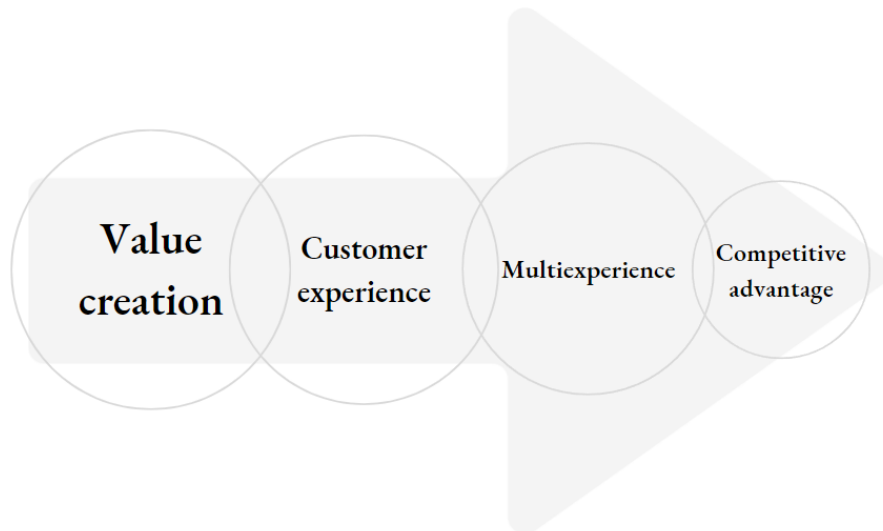 Value
creation
Customer
experience
Multiexperience
Competitive
advantage